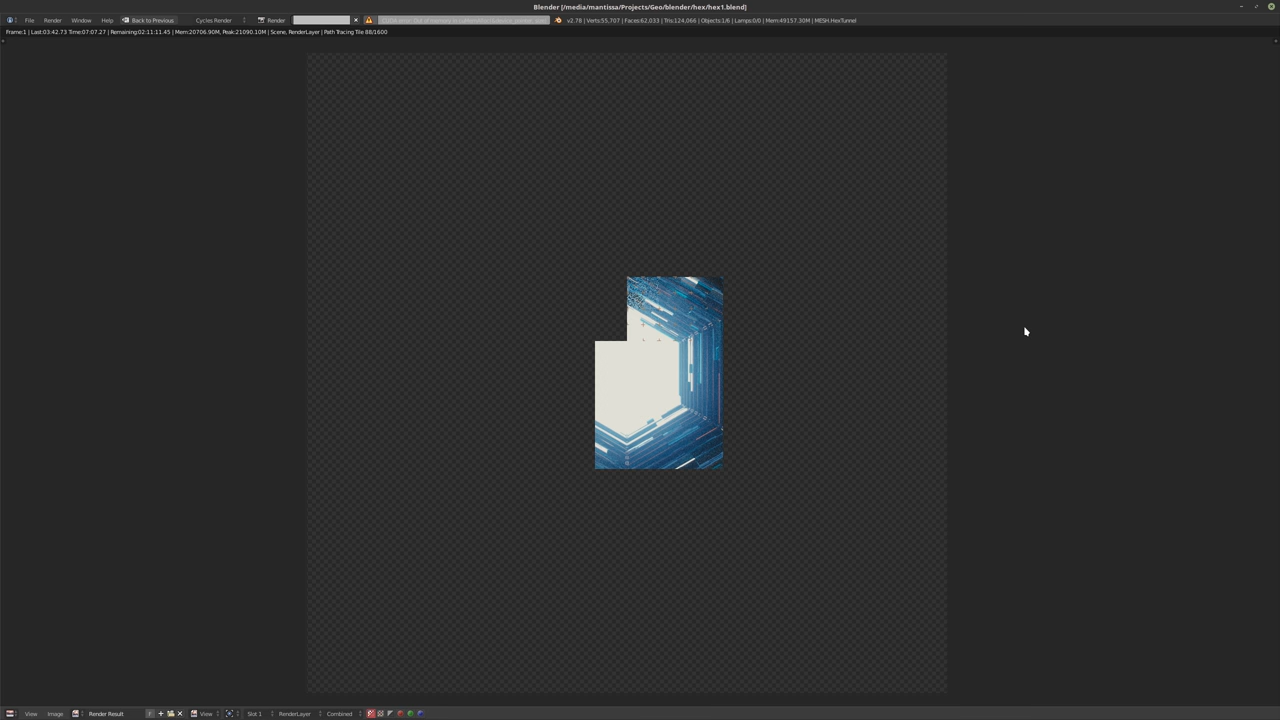 Blender [/media/mantissa/Projects/Geo/blender/hex/hex1.blend]
File Render Window Help Back to Previous Cycles Render Render v2.78 | Verts:55,707 | Faces:62,033 | Tris:124,066 | Objects:1/6 | Lamps:0/0 | Mem:49157.30M | MESH.HexTunnel
Frame:1 | Last:03:42.73 Time:07:07.27 | Remaining:02:11:11.45 | Mem:20706.90M, Peak:21090.10M | Scene, RenderLayer | Path Tracing Tile 88/1600
View Image Render Result F View Slot 1 RenderLayer Combined